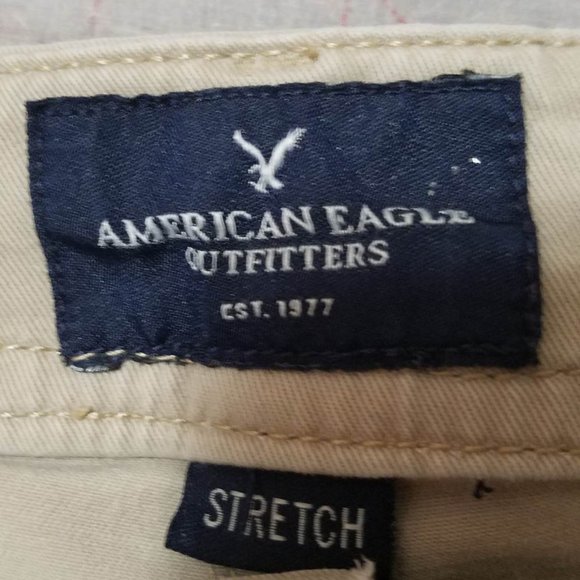 AMERICAN EAGLE
OUTFITTERS
EST. 1977
STRETCH